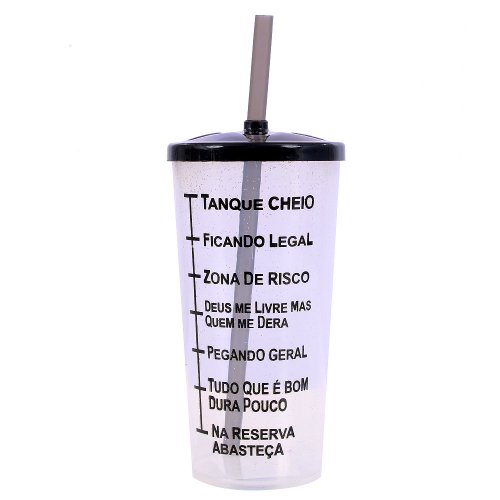 TANQUE CHEIO
FICANDO LEGAL
ZONA DE RISCO
DEUS ME LIVRE MAS
QUEM ME DERA
PEGANDO GERAL
TUDO QUE É BOM
DURA POUCO
NA RESERVA
ABASTEÇA